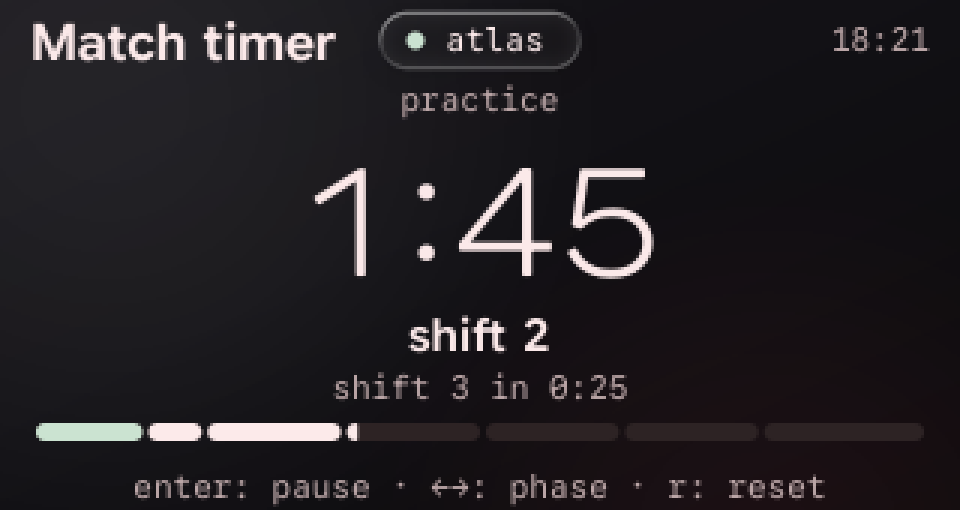 Match timer
atlas
18:21
practice
1:45
shift 2
shift 3 in 0:25
enter: pause · ↔: phase · r: reset